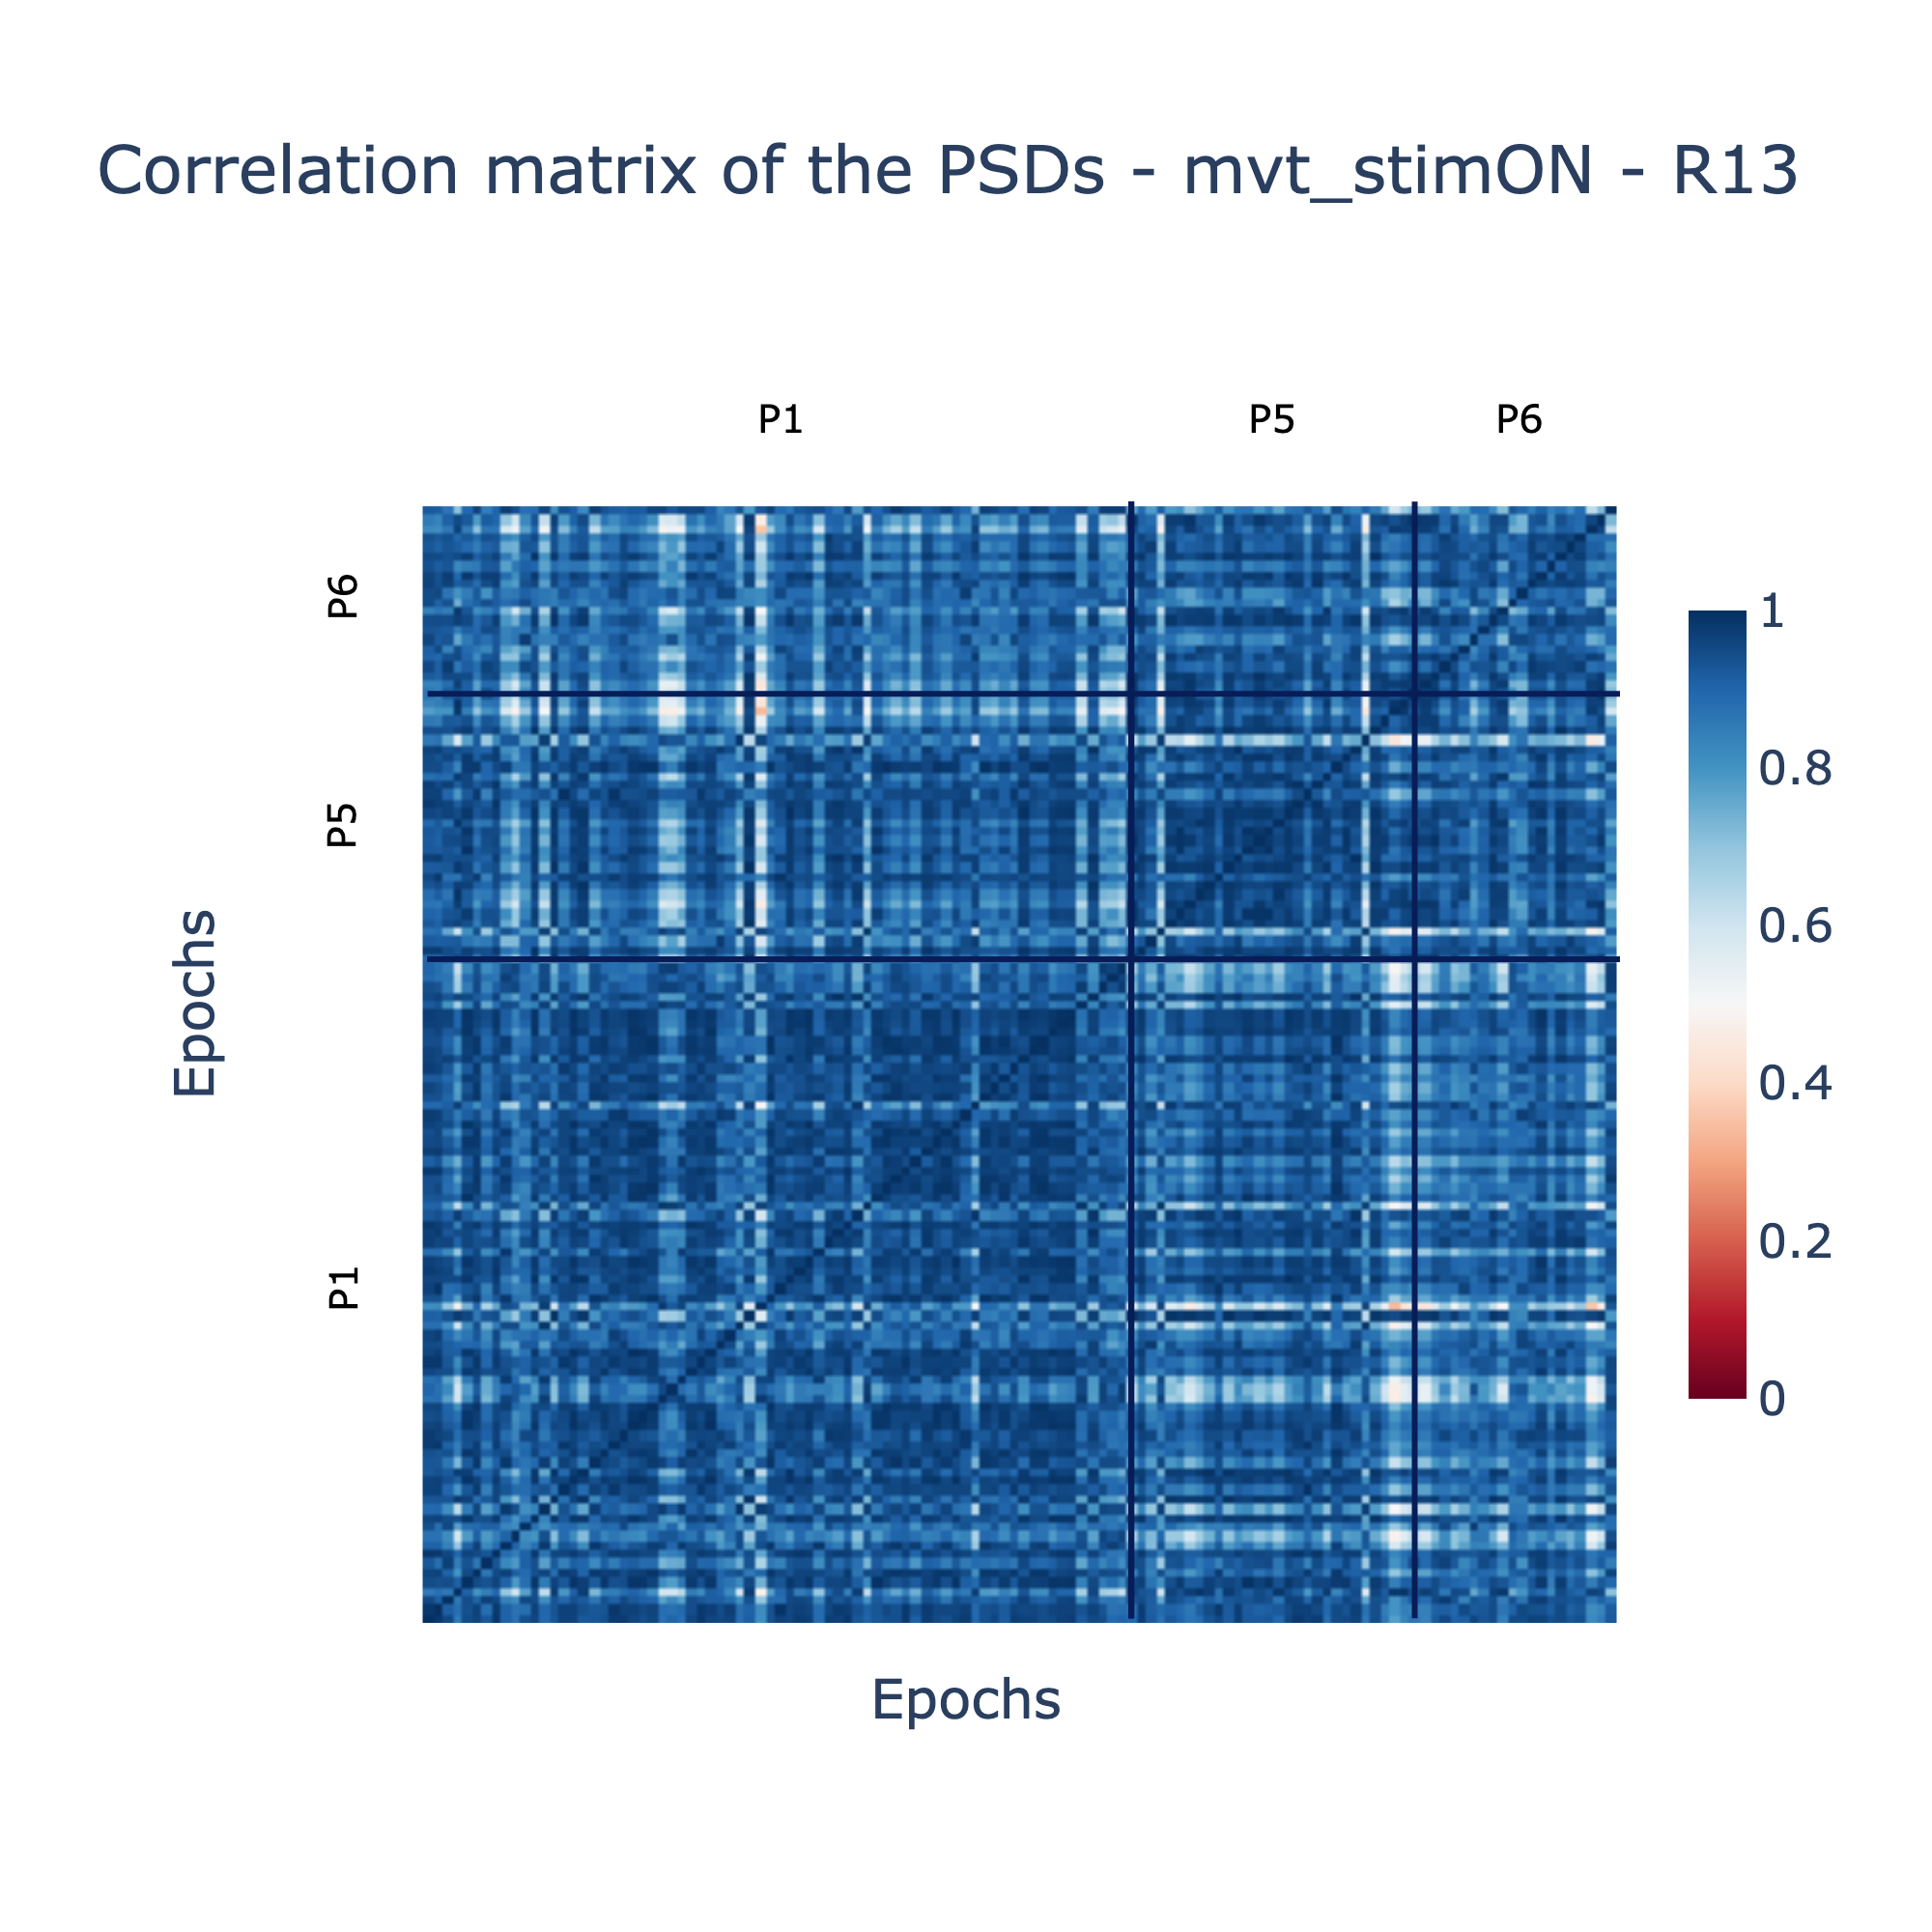 Correlation matrix of the PSDs - mvt_stimON - R13
P1
P5
P6
P6
P5
P1
Epochs
Epochs
1
0.8
0.6
0.4
0.2
0